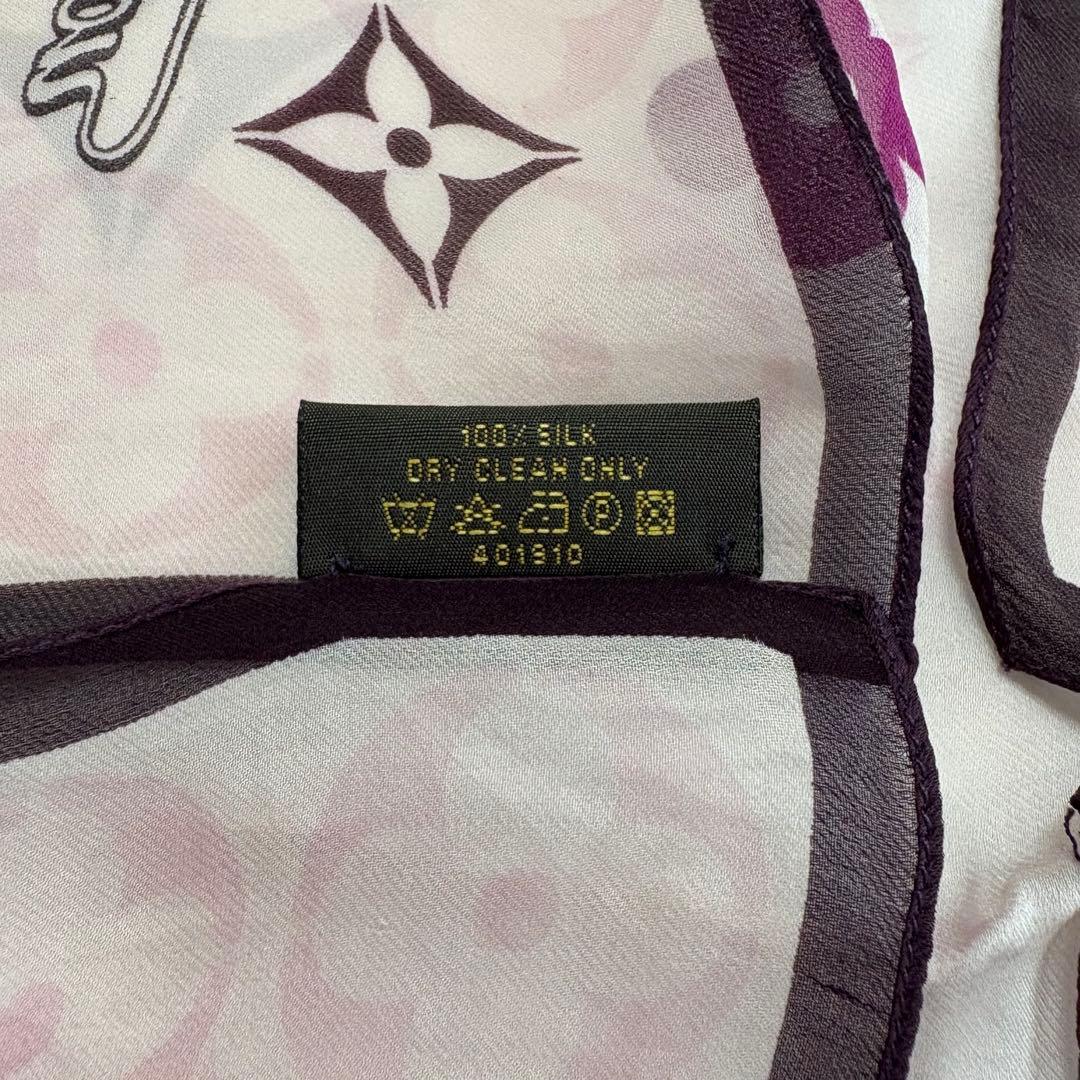 100% SILK
DRY CLEAN ONLY
P
401810